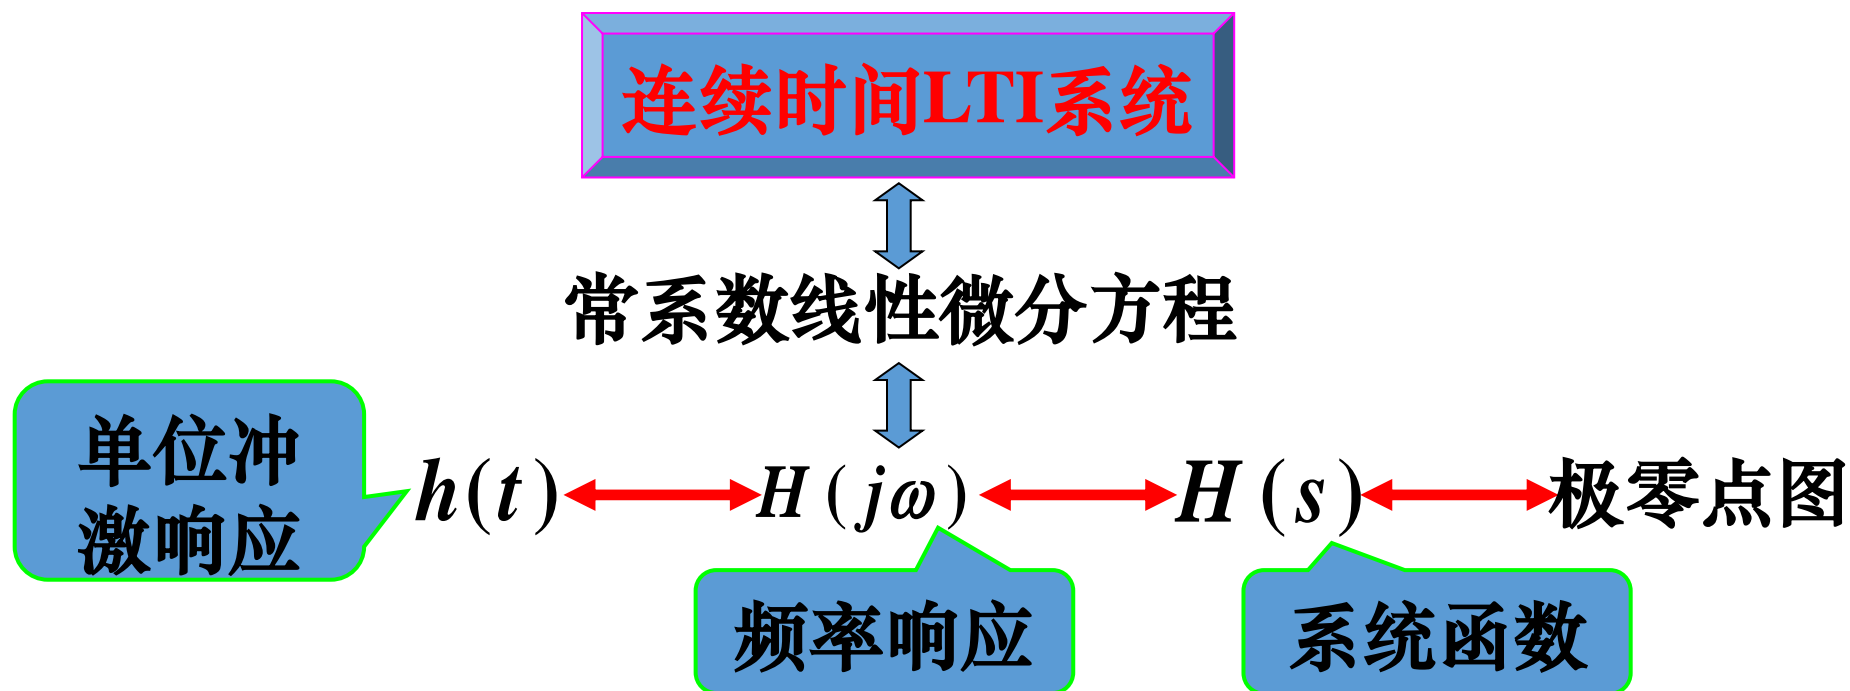 连续时间LTI系统
常系数线性微分方程
单位冲
激响应
h(t)
H(jω)
H(s)
极零点图
频率响应
系统函数